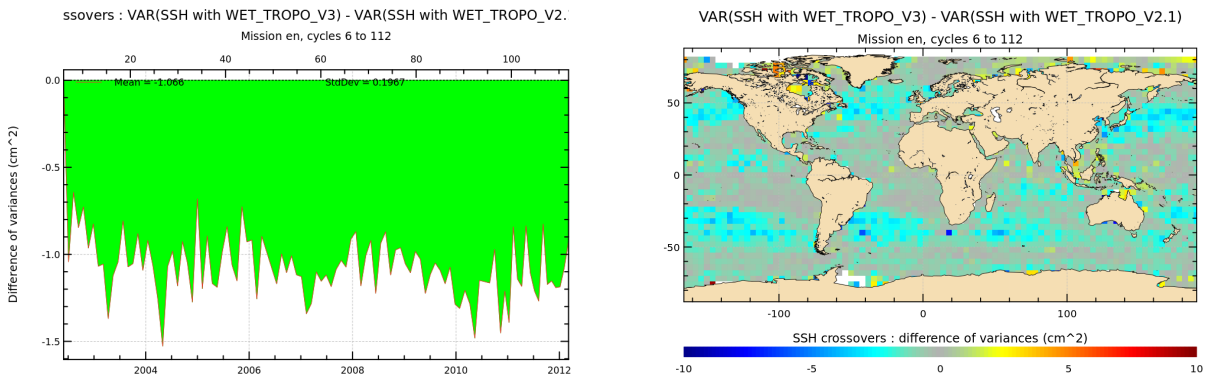 ssovers : VAR(SSH with WET_TROPO_V3) - VAR(SSH with WET_TROPO_V2.
Mission en, cycles 6 to 112
20 40 60 80 100
Mean = -1.066 StdDev = 0.1967
0.0
-0.5
-1.0
-1.5
Difference of variances (cm^2)
2004 2006 2008 2010 2012
VAR(SSH with WET_TROPO_V3) - VAR(SSH with WET_TROPO_V2.1)
Mission en, cycles 6 to 112
50
0
-50
-100 0 100
SSH crossovers : difference of variances (cm^2)
-10 -5 0 5 10